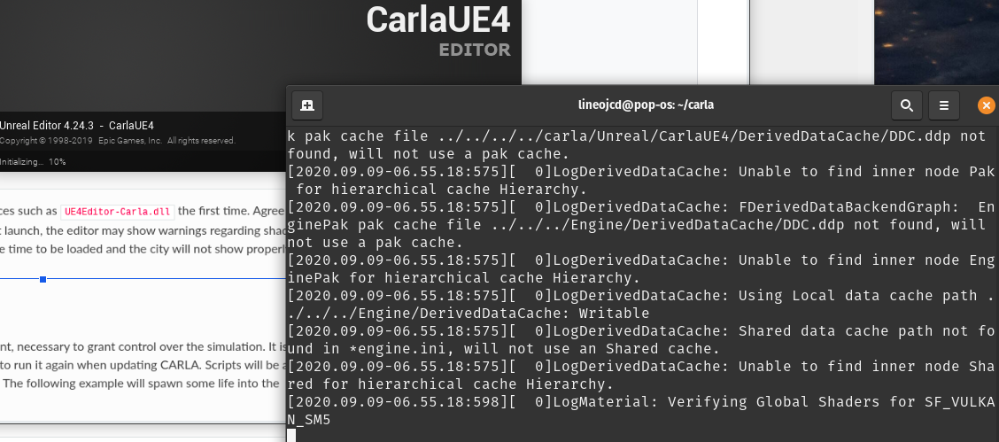 CarlaUE4
EDITOR
Unreal Editor 4.24.3 - CarlaUE4
Copyright © 1998-2019 Epic Games, Inc. All rights reserved.
Initializing... 10%
ces such as UE4Editor-Carla.dll the first time. Agree
t launch, the editor may show warnings regarding shad
e time to be loaded and the city will not show properl
nt, necessary to grant control over the simulation. It is
to run it again when updating CARLA. Scripts will be a
The following example will spawn some life into the
lineojcd@pop-os: ~/carla
k pak cache file ../../../../carla/Unreal/CarlaUE4/DerivedDataCache/DDC.ddp not
found, will not use a pak cache.
[2020.09.09-06.55.18:575][  0]LogDerivedDataCache: Unable to find inner node Pak
 for hierarchical cache Hierarchy.
[2020.09.09-06.55.18:575][  0]LogDerivedDataCache: FDerivedDataBackendGraph:  En
ginePak pak cache file ../../../Engine/DerivedDataCache/DDC.ddp not found, will
not use a pak cache.
[2020.09.09-06.55.18:575][  0]LogDerivedDataCache: Unable to find inner node Eng
inePak for hierarchical cache Hierarchy.
[2020.09.09-06.55.18:575][  0]LogDerivedDataCache: Using Local data cache path .
./../../Engine/DerivedDataCache: Writable
[2020.09.09-06.55.18:575][  0]LogDerivedDataCache: Shared data cache path not fo
und in *engine.ini, will not use an Shared cache.
[2020.09.09-06.55.18:575][  0]LogDerivedDataCache: Unable to find inner node Sha
red for hierarchical cache Hierarchy.
[2020.09.09-06.55.18:598][  0]LogMaterial: Verifying Global Shaders for SF_VULKA
N_SM5